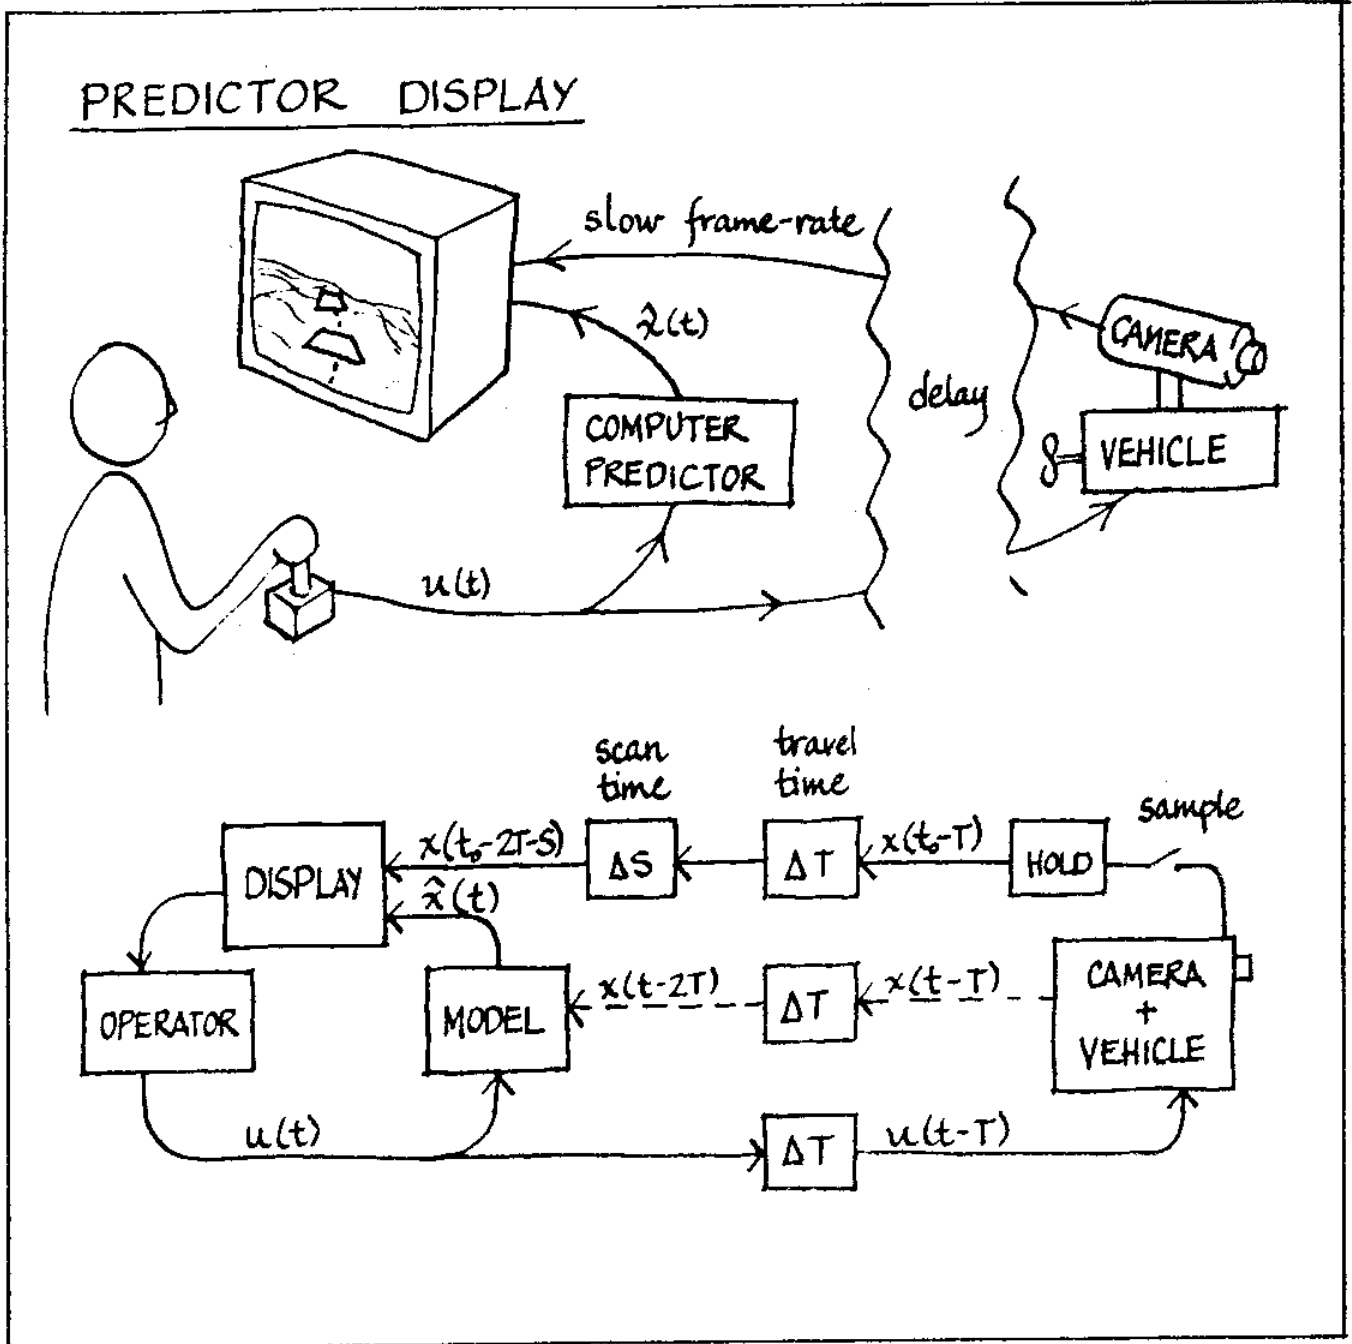 PREDICTOR DISPLAY
slow frame-rate
x̂(t)
CAMERA
COMPUTER
PREDICTOR
delay
VEHICLE
u(t)
scan
time
travel
time
sample
DISPLAY
x(t₀-2T-S)
ΔS
ΔT
x(t₀-T)
HOLD
x̂(t)
OPERATOR
MODEL
x(t-2T)
ΔT
x(t-T)
CAMERA
+
VEHICLE
u(t)
ΔT
u(t-T)